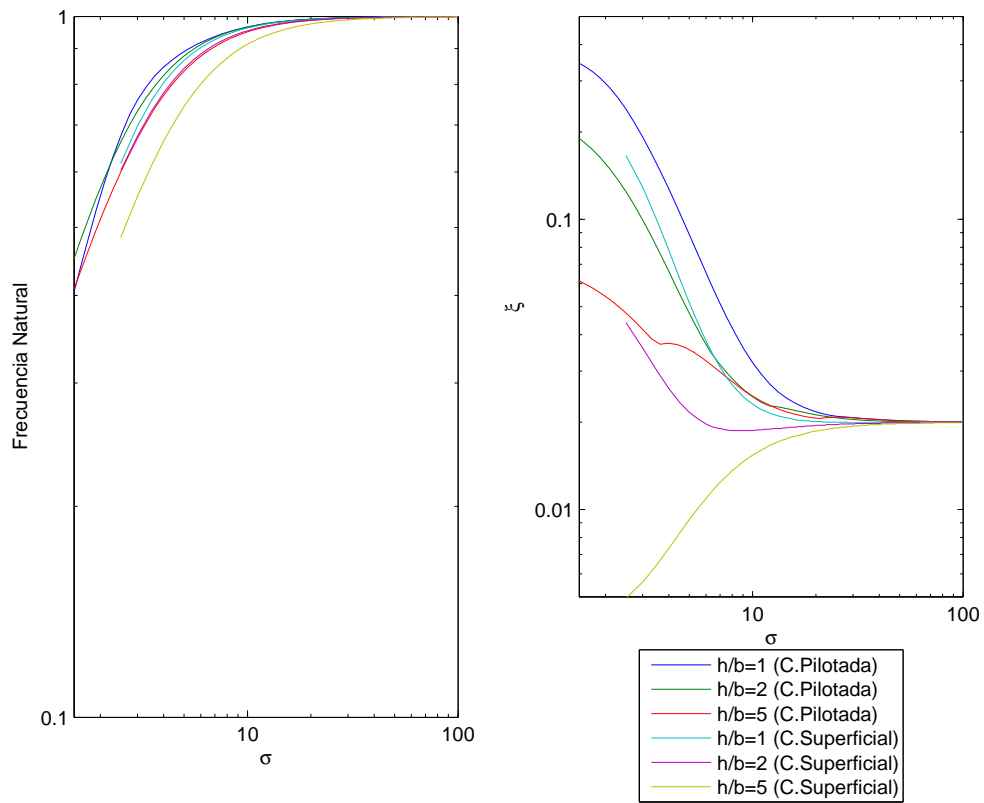 1
0.1
10
100
σ
Frecuencia Natural
0.1
0.01
10
100
σ
ξ
h/b=1 (C.Pilotada)
h/b=2 (C.Pilotada)
h/b=5 (C.Pilotada)
h/b=1 (C.Superficial)
h/b=2 (C.Superficial)
h/b=5 (C.Superficial)